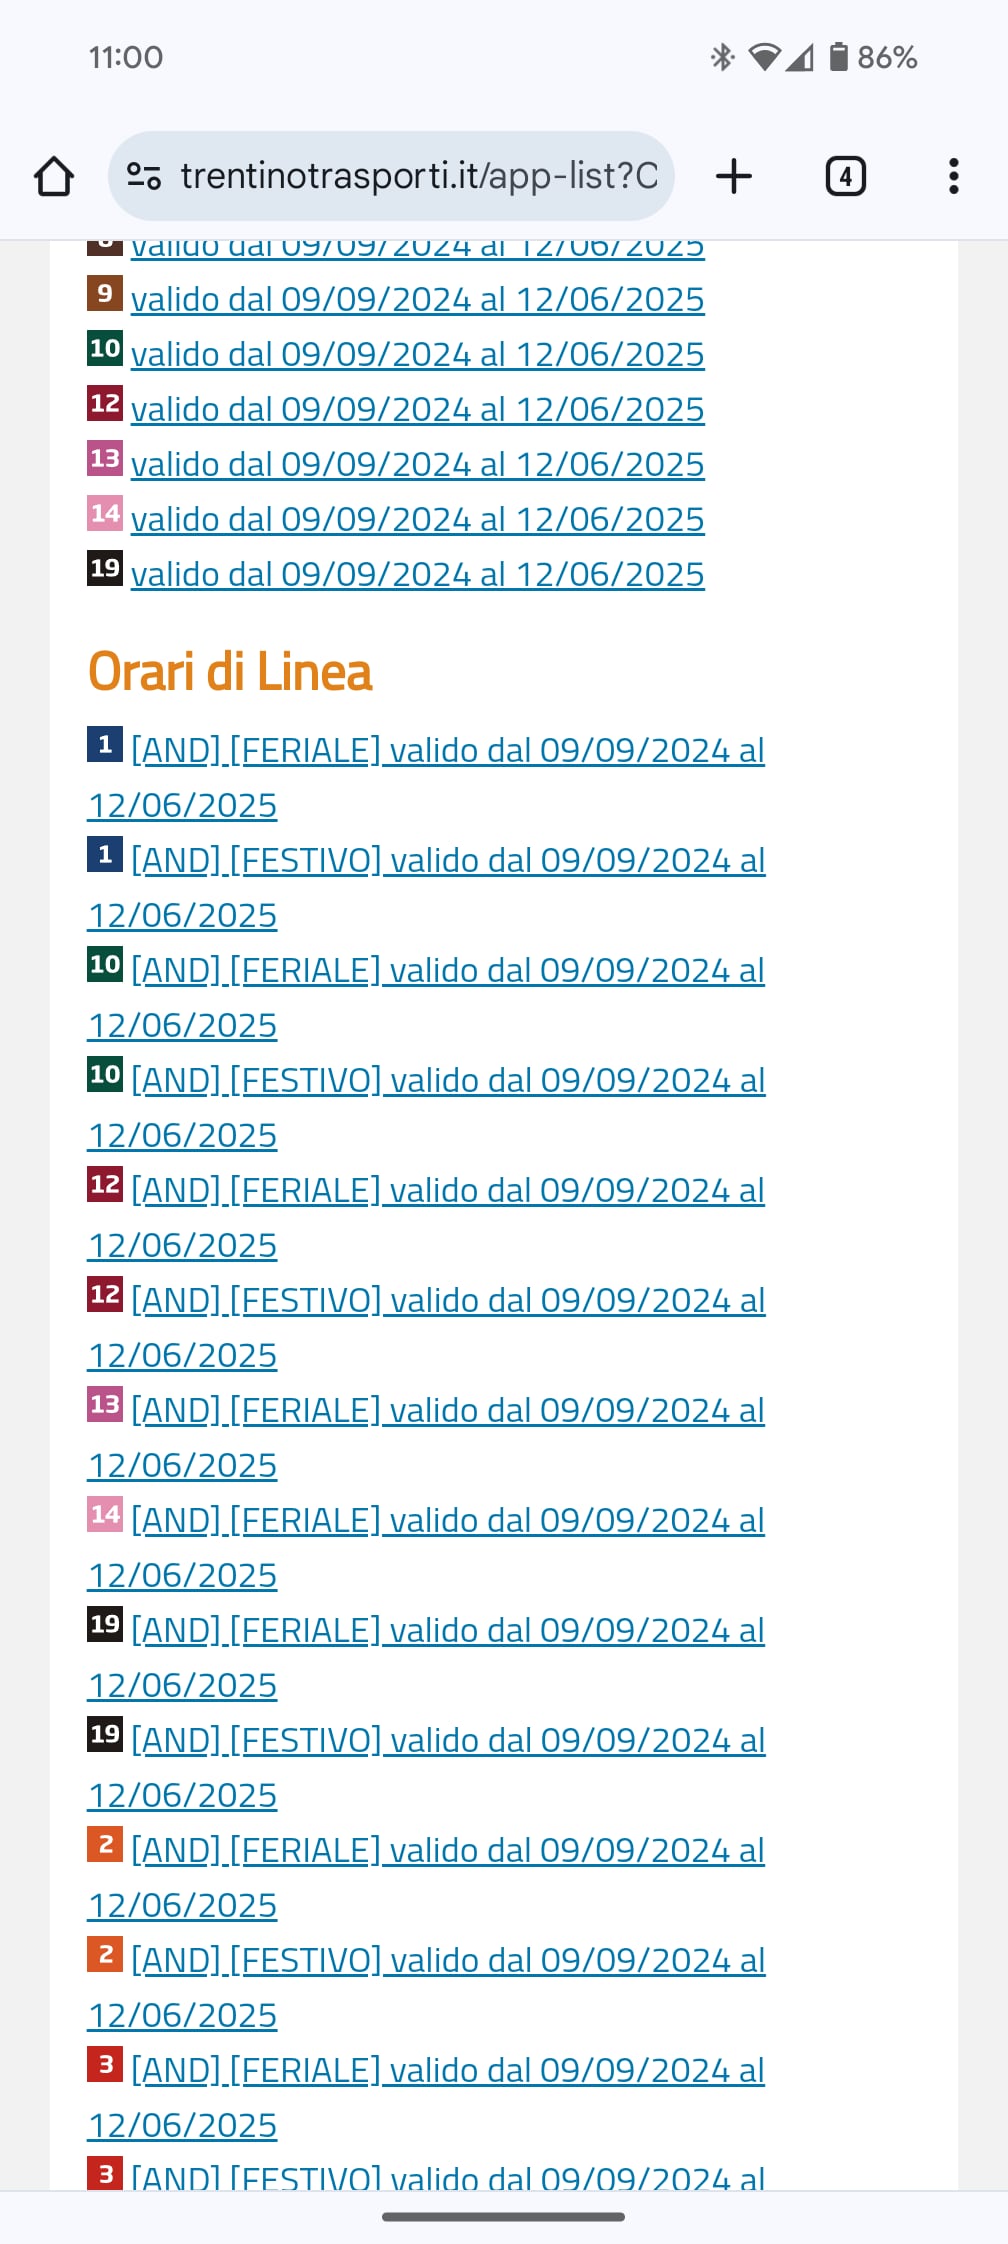 11:00 86%
trentinotrasporti.it/app-list?C 4
8 valido dal 09/09/2024 al 12/06/2025
9 valido dal 09/09/2024 al 12/06/2025
10 valido dal 09/09/2024 al 12/06/2025
12 valido dal 09/09/2024 al 12/06/2025
13 valido dal 09/09/2024 al 12/06/2025
14 valido dal 09/09/2024 al 12/06/2025
19 valido dal 09/09/2024 al 12/06/2025
Orari di Linea
1 [AND] [FERIALE] valido dal 09/09/2024 al
12/06/2025
1 [AND] [FESTIVO] valido dal 09/09/2024 al
12/06/2025
10 [AND] [FERIALE] valido dal 09/09/2024 al
12/06/2025
10 [AND] [FESTIVO] valido dal 09/09/2024 al
12/06/2025
12 [AND] [FERIALE] valido dal 09/09/2024 al
12/06/2025
12 [AND] [FESTIVO] valido dal 09/09/2024 al
12/06/2025
13 [AND] [FERIALE] valido dal 09/09/2024 al
12/06/2025
14 [AND] [FERIALE] valido dal 09/09/2024 al
12/06/2025
19 [AND] [FERIALE] valido dal 09/09/2024 al
12/06/2025
19 [AND] [FESTIVO] valido dal 09/09/2024 al
12/06/2025
2 [AND] [FERIALE] valido dal 09/09/2024 al
12/06/2025
2 [AND] [FESTIVO] valido dal 09/09/2024 al
12/06/2025
3 [AND] [FERIALE] valido dal 09/09/2024 al
12/06/2025
3 [AND] [FESTIVO] valido dal 09/09/2024 al